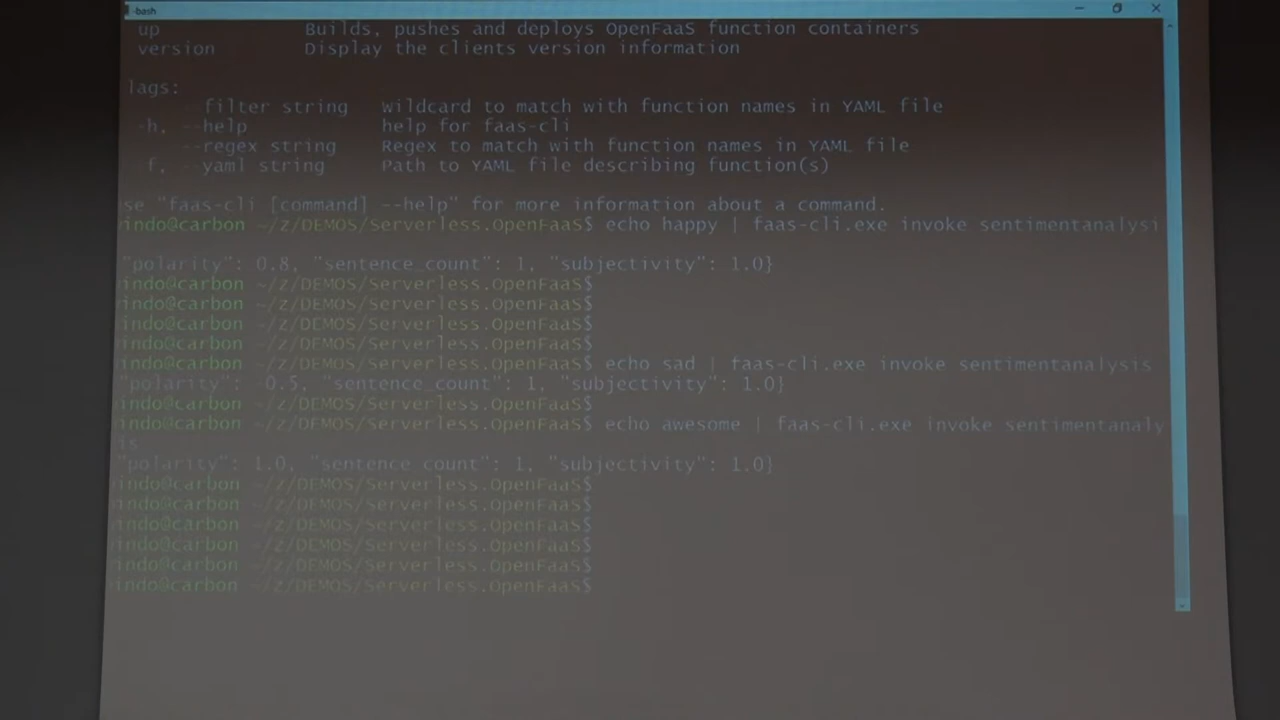 -bash
up Builds, pushes and deploys OpenFaaS function containers
version Display the clients version information
lags:
filter string wildcard to match with function names in YAML file
-h, --help help for faas-cli
--regex string Regex to match with function names in YAML file
f, --yaml string Path to YAML file describing function(s)
se "faas-cli [command] --help" for more information about a command.
indo@carbon ~/z/DEMOS/Serverless.OpenFaaS$ echo happy | faas-cli.exe invoke sentimentanalysi
"polarity": 0.8, "sentence_count": 1, "subjectivity": 1.0}
indo@carbon ~/z/DEMOS/Serverless.OpenFaaS$
indo@carbon ~/z/DEMOS/Serverless.OpenFaaS$
indo@carbon ~/z/DEMOS/Serverless.OpenFaaS$
indo@carbon ~/z/DEMOS/Serverless.OpenFaaS$
indo@carbon ~/z/DEMOS/Serverless.OpenFaaS$ echo sad | faas-cli.exe invoke sentimentanalysis
"polarity": -0.5, "sentence_count": 1, "subjectivity": 1.0}
indo@carbon ~/z/DEMOS/Serverless.OpenFaaS$
indo@carbon ~/z/DEMOS/Serverless.OpenFaaS$ echo awesome | faas-cli.exe invoke sentimentanaly
is
"polarity": 1.0, "sentence_count": 1, "subjectivity": 1.0}
indo@carbon ~/z/DEMOS/Serverless.OpenFaaS$
indo@carbon ~/z/DEMOS/Serverless.OpenFaaS$
indo@carbon ~/z/DEMOS/Serverless.OpenFaaS$
indo@carbon ~/z/DEMOS/Serverless.OpenFaaS$
indo@carbon ~/z/DEMOS/Serverless.OpenFaaS$
indo@carbon ~/z/DEMOS/Serverless.OpenFaaS$